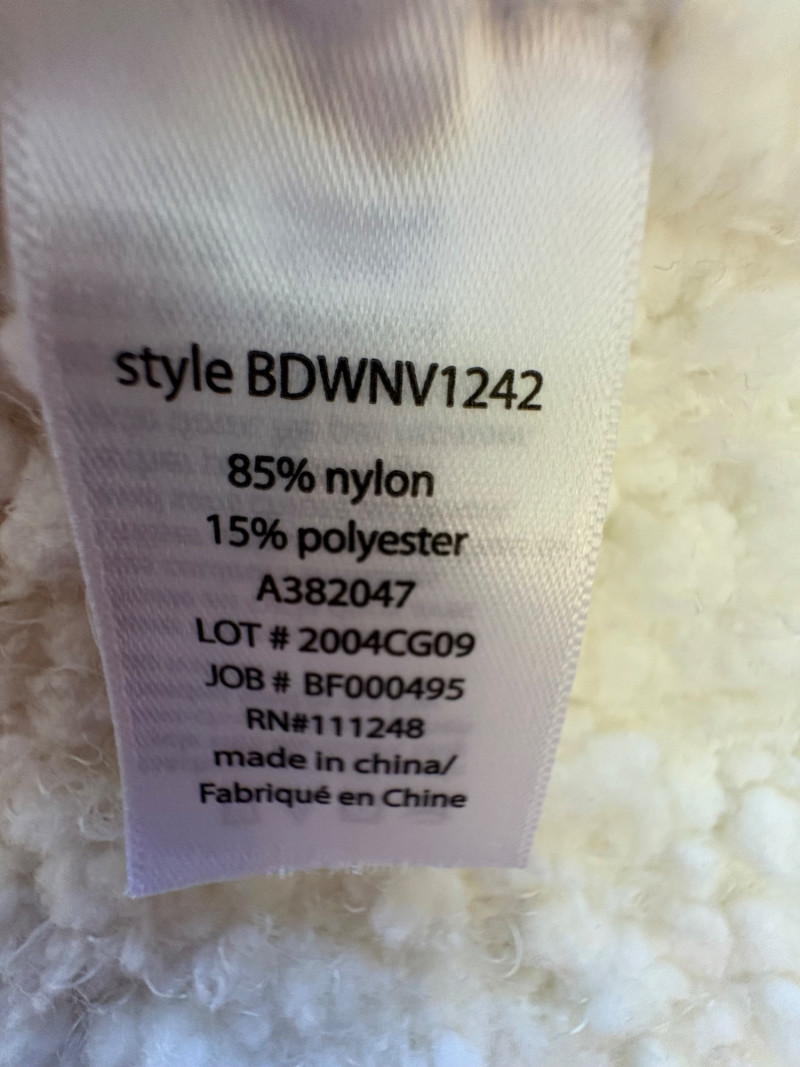 style BDWNV1242
85% nylon
15% polyester
A382047
LOT # 2004CG09
JOB # BF000495
RN#111248
made in china/
Fabriqué en Chine